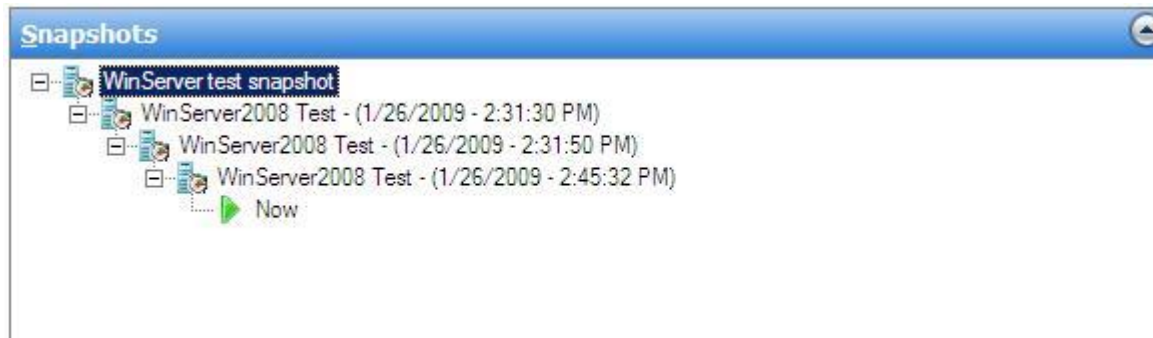 Snapshots
WinServer test snapshot
WinServer2008 Test - (1/26/2009 - 2:31:30 PM)
WinServer2008 Test - (1/26/2009 - 2:31:50 PM)
WinServer2008 Test - (1/26/2009 - 2:45:32 PM)
Now